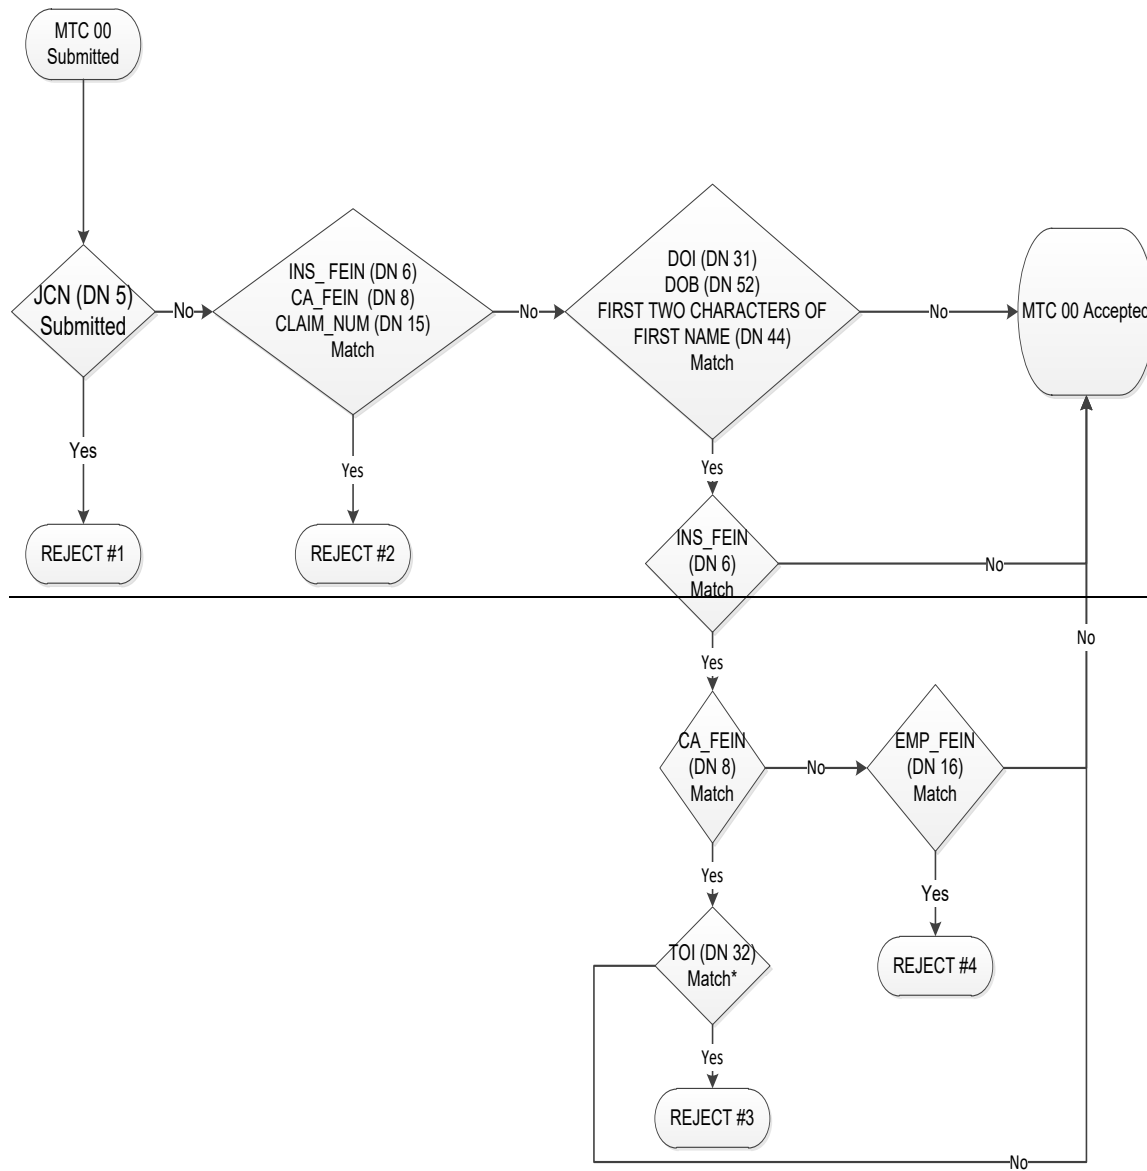 MTC 00
Submitted
JCN (DN 5)
Submitted
No
INS_FEIN (DN 6)
CA_FEIN (DN 8)
CLAIM_NUM (DN 15)
Match
No
DOI (DN 31)
DOB (DN 52)
FIRST TWO CHARACTERS OF
FIRST NAME (DN 44)
Match
No
MTC 00 Accepted
Yes
Yes
Yes
REJECT #1
REJECT #2
INS_FEIN
(DN 6)
Match
No
No
Yes
CA_FEIN
(DN 8)
Match
No
EMP_FEIN
(DN 16)
Match
Yes
Yes
TOI (DN 32)
Match*
REJECT #4
Yes
REJECT #3
No